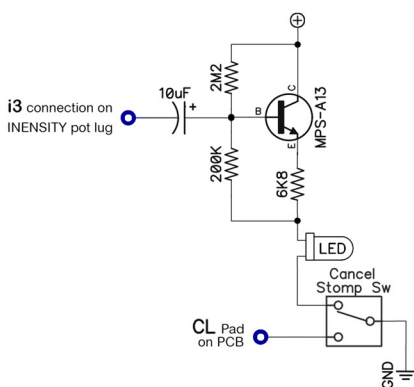 10uF
+
2M2
C
B
E
MPS-A13
i3 connection on
INENSITY pot lug
200K
6K8
LED
Cancel
Stomp Sw
CL Pad
on PCB
GND